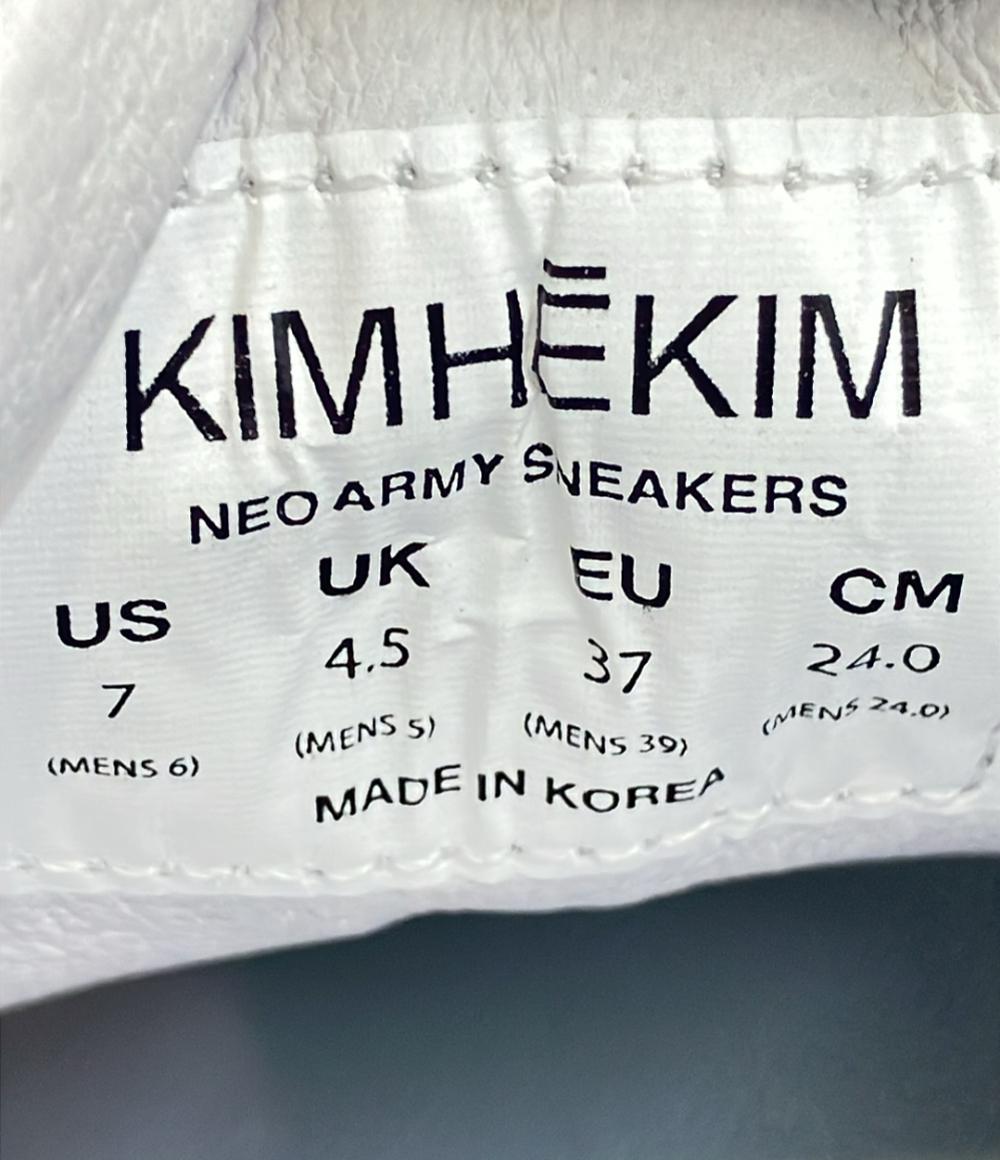 KIMHĒKIM
NEO ARMY SNEAKERS
US UK EU CM
7 4.5 37 24.0
(MENS 6) (MENS 5) (MENS 39) (MENS 24.0)
MADE IN KOREA